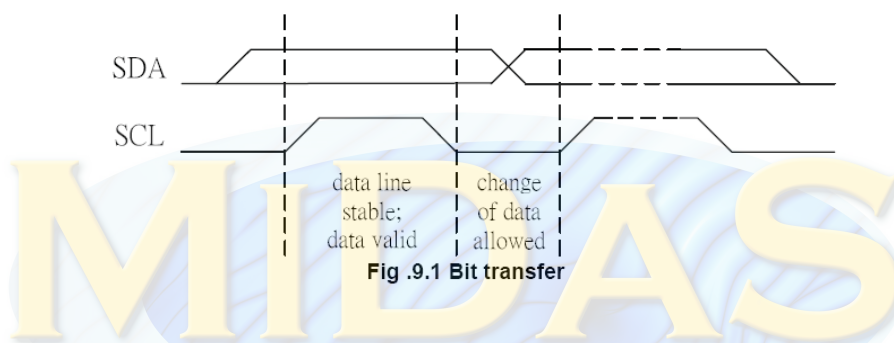 SDA
SCL
data line
stable;
data valid
change
of data
allowed
Fig .9.1 Bit transfer
MIDAS